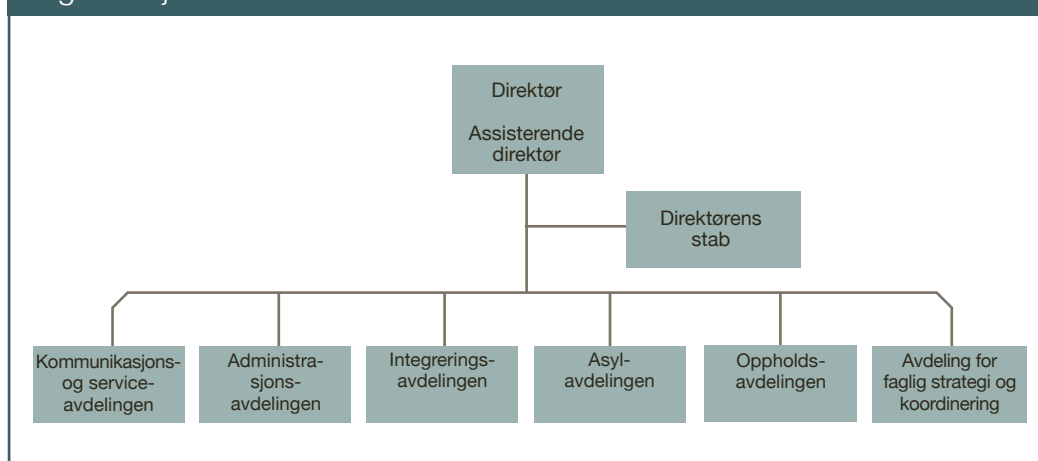 Direktør
Assisterende
direktør
Direktørens
stab
Kommunikasjons-
og service-
avdelingen
Administra-
sjons-
avdelingen
Integrerings-
avdelingen
Asyl-
avdelingen
Oppholds-
avdelingen
Avdeling for
faglig strategi og
koordinering